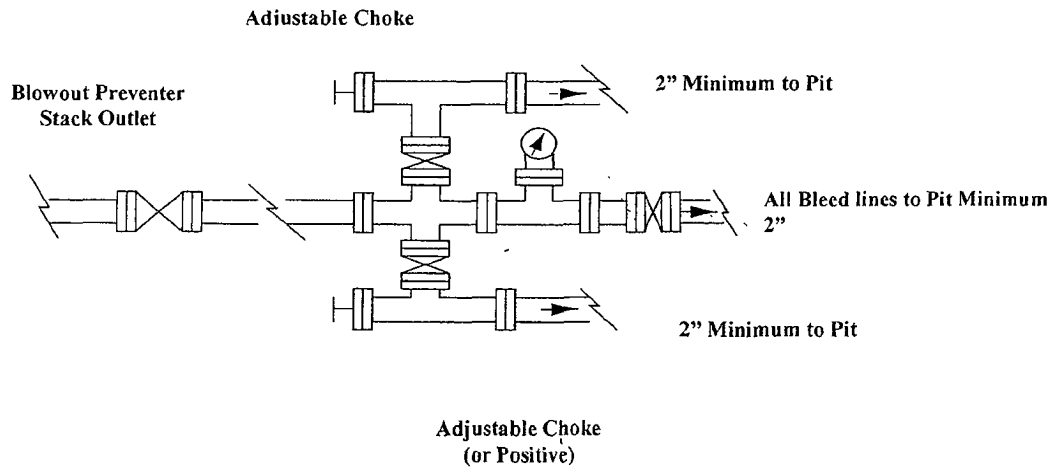 Adjustable Choke
Blowout Preventer
Stack Outlet
2” Minimum to Pit
All Bleed lines to Pit Minimum
2”
2” Minimum to Pit
Adjustable Choke
(or Positive)